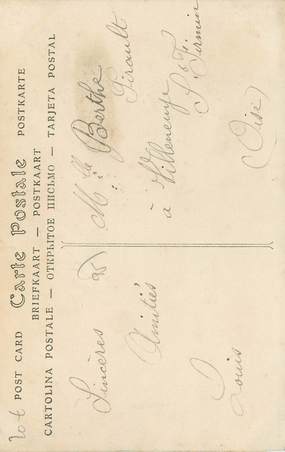 POST CARD Carte Postale POSTKARTE
BRIEFKAART — POSTKAART
CARTOLINA POSTALE — ОТКРЫТОЕ ПИСЬМО — TARJETA POSTAL
Sincères
Amitiés
Louis
Mlle Berthe
Girault
à Villeneuve
St Firmin
(Oise)